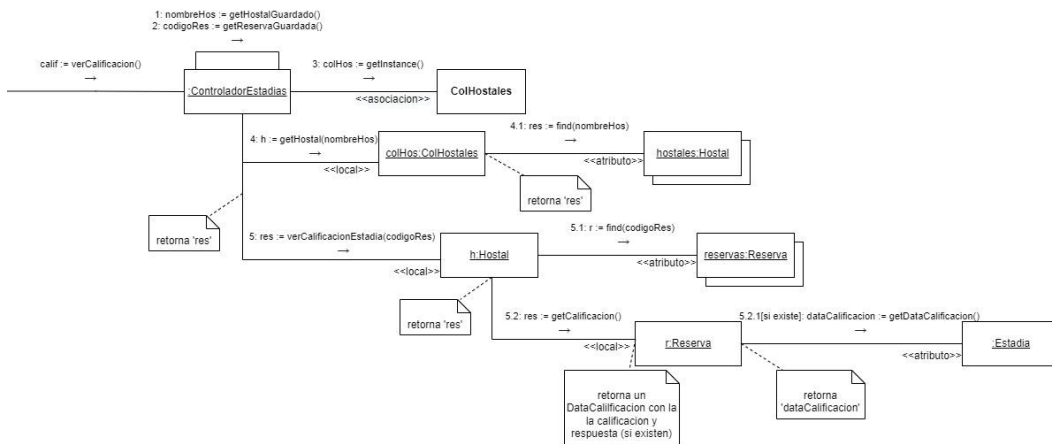 1: nombreHos := getHostalGuardado()
2: codigoRes := getReservaGuardada()
→
calif := verCalificacion()
→
:ControladorEstadias
3: colHos := getInstance()
→
<<asociacion>>
ColHostales
4: h := getHostal(nombreHos)
→
<<local>>
colHos:ColHostales
4.1: res := find(nombreHos)
→
<<atributo>>
hostales:Hostal
retorna 'res'
retorna 'res'
5: res := verCalificacionEstadia(codigoRes)
→
<<local>>
h:Hostal
5.1: r := find(codigoRes)
→
<<atributo>>
reservas:Reserva
retorna 'res'
5.2: res := getCalificacion()
→
<<local>>
r:Reserva
5.2.1[si existe]: dataCalificacion := getDataCalificacion()
→
<<atributo>>
:Estadia
retorna un
DataCalilficacion con la
la calificacion y
respuesta (si existen)
retorna
'dataCalificacion'